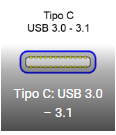 Tipo C
USB 3.0 - 3.1
Tipo C: USB 3.0
– 3.1